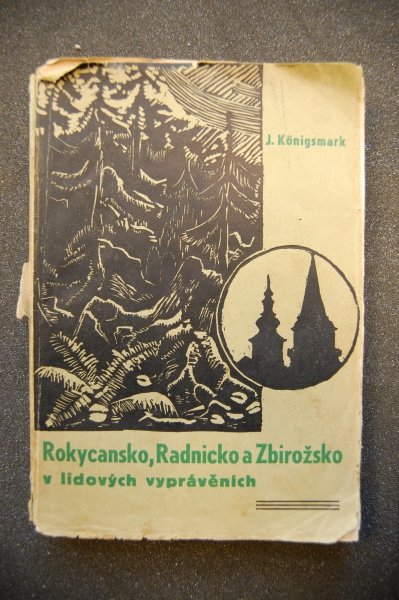 J. Königsmark
Rokycansko, Radnicko a Zbirožsko
v lidových vyprávěních